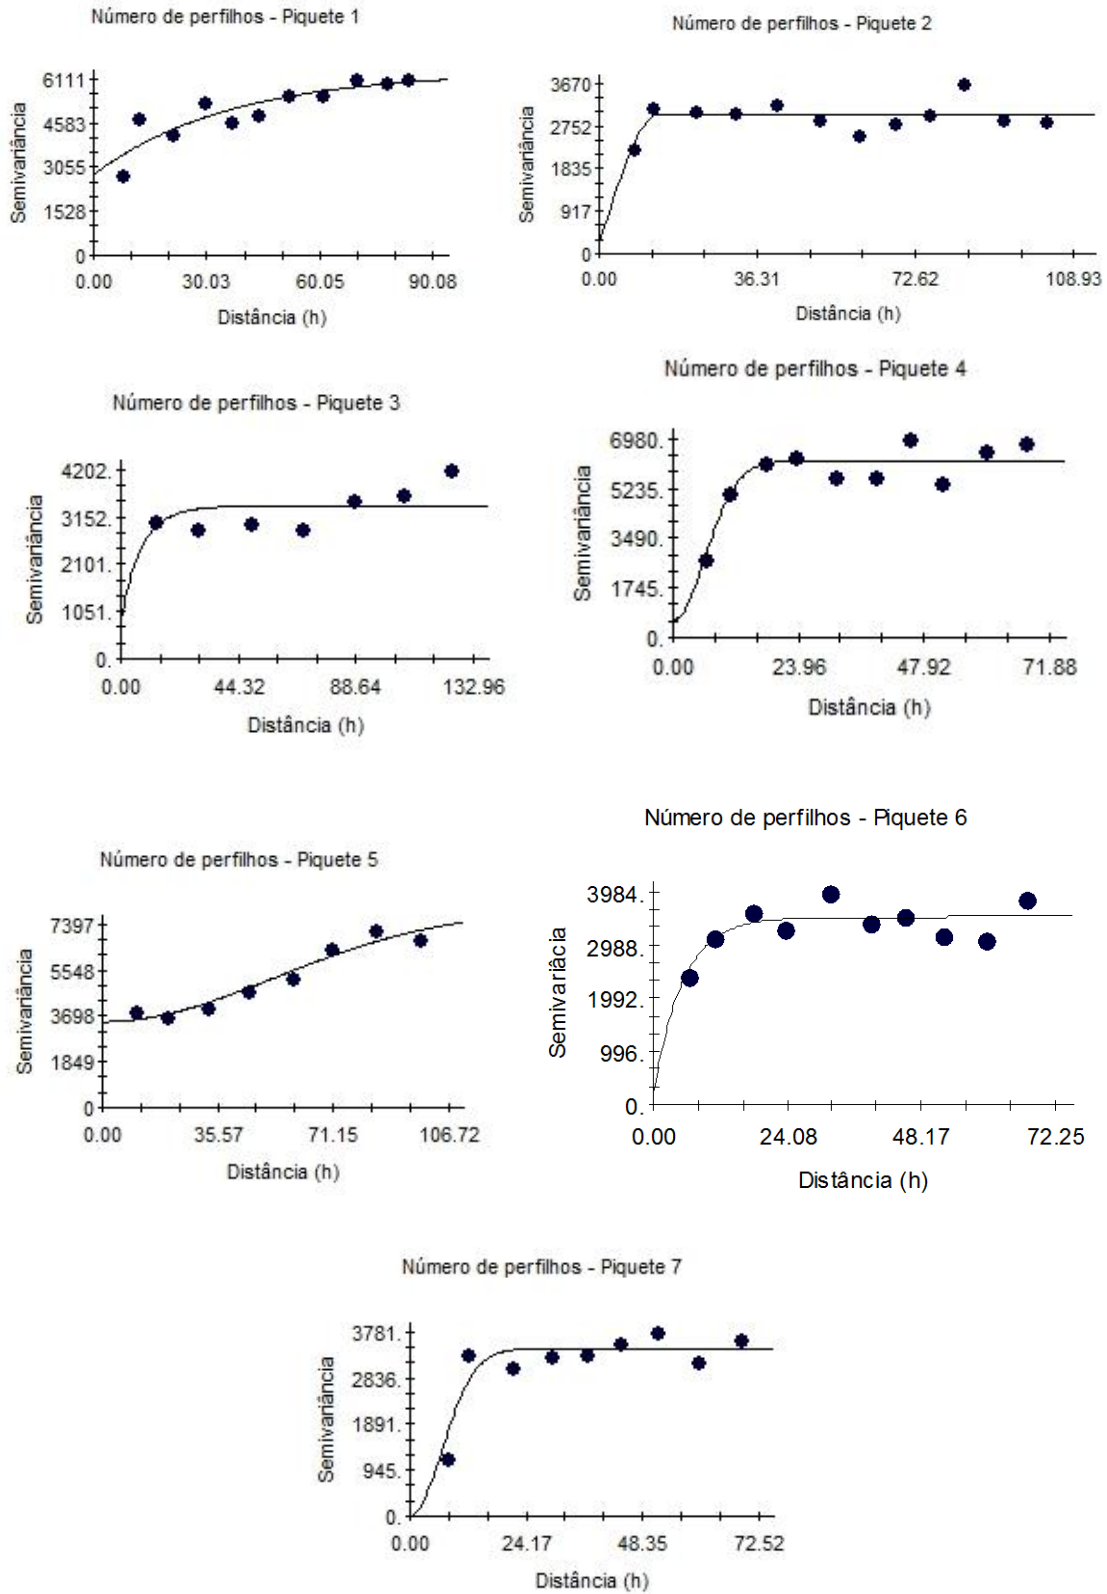 Número de perfilhos - Piquete 1
6111
4583
3055
1528
0
Semivariância
0.00 30.03 60.05 90.08
Distância (h)
Número de perfilhos - Piquete 2
3670
2752
1835
917
0
Semivariância
0.00 36.31 72.62 108.93
Distância (h)
Número de perfilhos - Piquete 3
4202.
3152.
2101.
1051.
0.
Semivariância
0.00 44.32 88.64 132.96
Distância (h)
Número de perfilhos - Piquete 4
6980.
5235.
3490.
1745.
0.
Semivariância
0.00 23.96 47.92 71.88
Distância (h)
Número de perfilhos - Piquete 5
7397
5548
3698
1849
0
Semivariância
0.00 35.57 71.15 106.72
Distância (h)
Número de perfilhos - Piquete 6
3984.
2988.
1992.
996.
0.
Semivariâcia
0.00 24.08 48.17 72.25
Distância (h)
Número de perfilhos - Piquete 7
3781.
2836.
1891.
945.
0.
Semivariância
0.00 24.17 48.35 72.52
Distância (h)